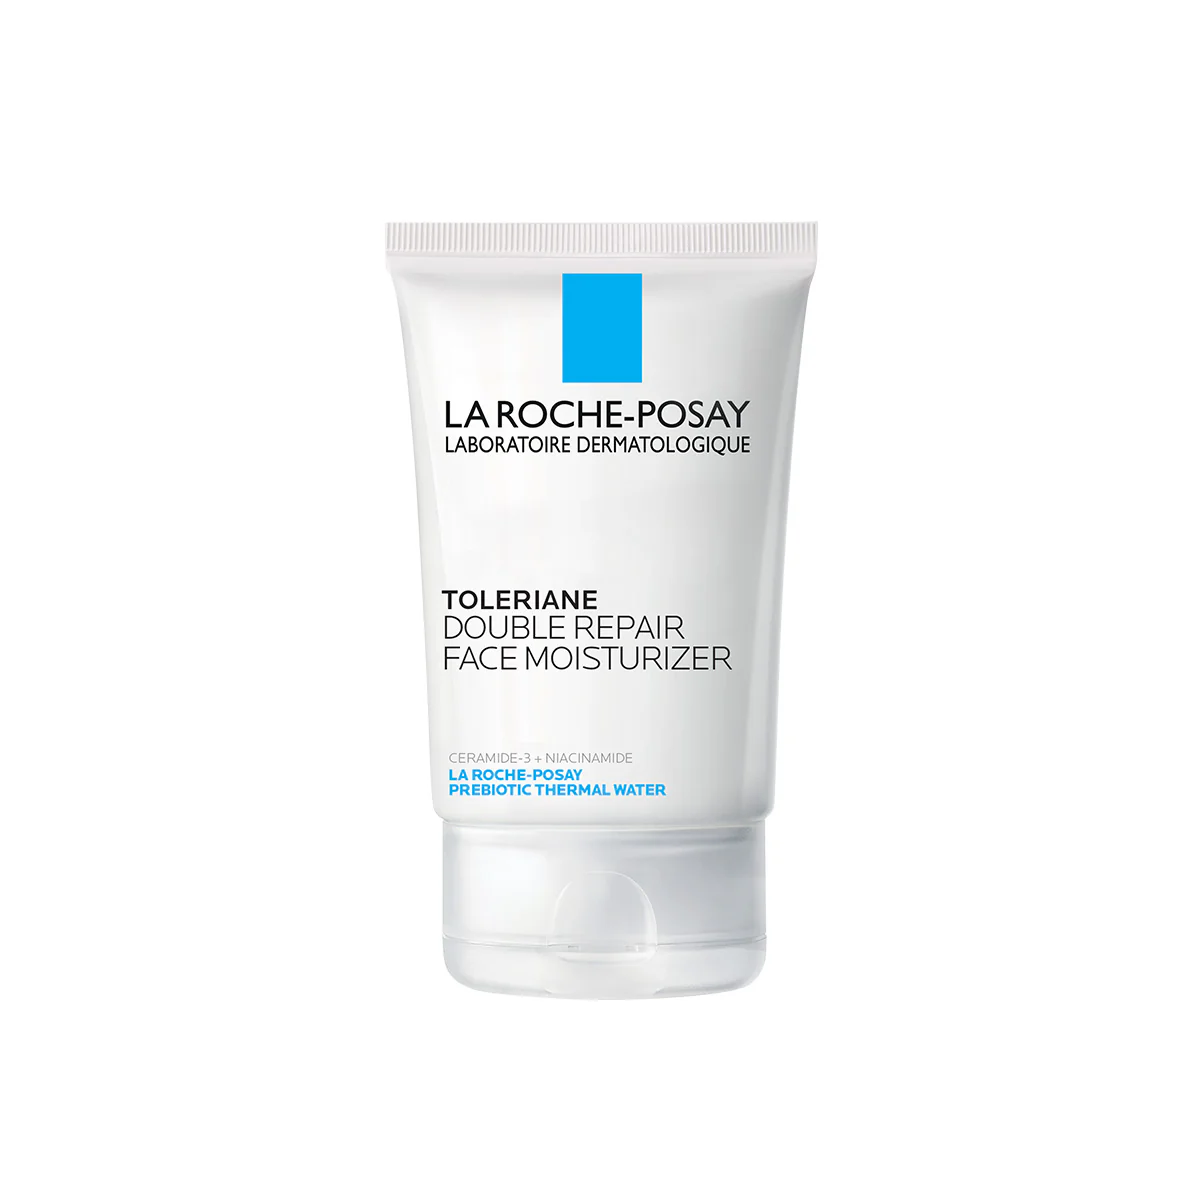 LA ROCHE-POSAY
LABORATOIRE DERMATOLOGIQUE
TOLERIANE
DOUBLE REPAIR
FACE MOISTURIZER
CERAMIDE-3 + NIACINAMIDE
LA ROCHE-POSAY
PREBIOTIC THERMAL WATER